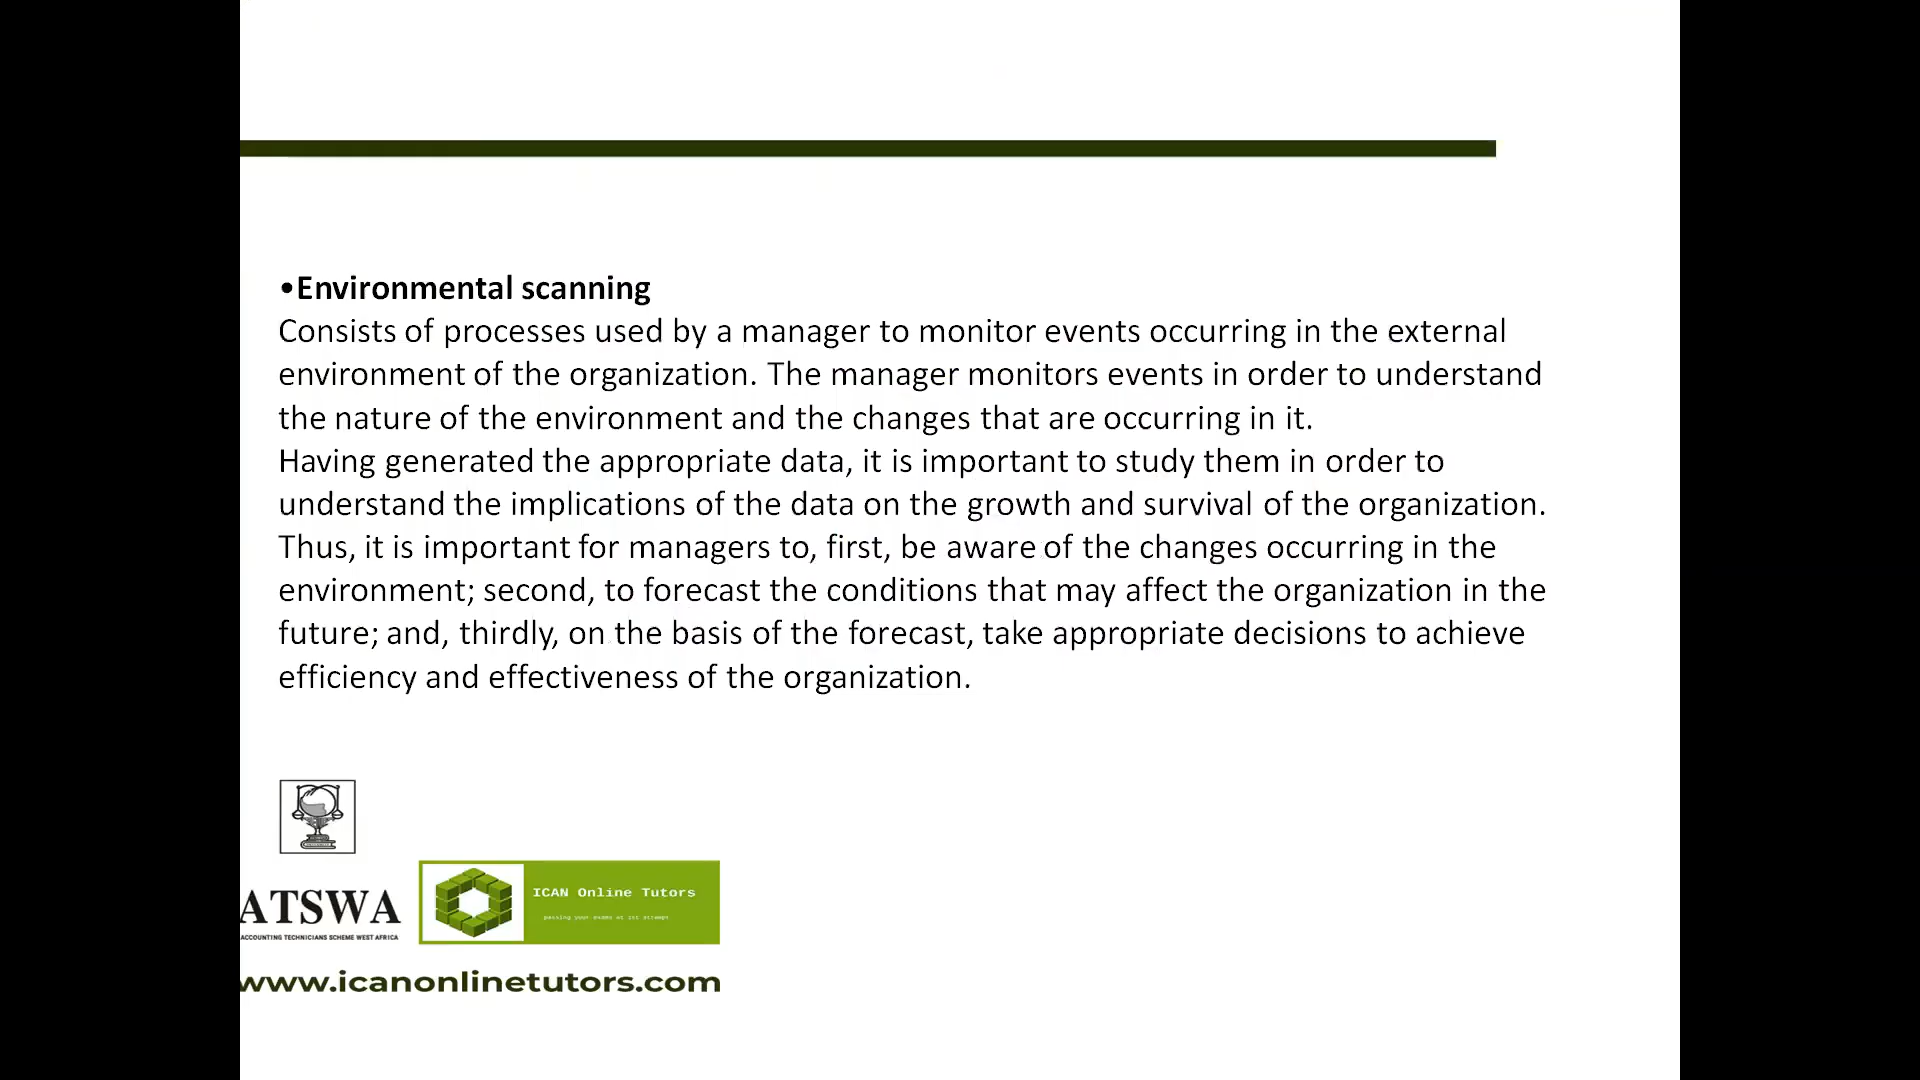 •Environmental scanning
Consists of processes used by a manager to monitor events occurring in the external
environment of the organization. The manager monitors events in order to understand
the nature of the environment and the changes that are occurring in it.
Having generated the appropriate data, it is important to study them in order to
understand the implications of the data on the growth and survival of the organization.
Thus, it is important for managers to, first, be aware of the changes occurring in the
environment; second, to forecast the conditions that may affect the organization in the
future; and, thirdly, on the basis of the forecast, take appropriate decisions to achieve
efficiency and effectiveness of the organization.
ATSWA
ACCOUNTING TECHNICIANS SCHEME WEST AFRICA
ICAN Online Tutors
passing your exams at 1st attempt
www.icanonlinetutors.com